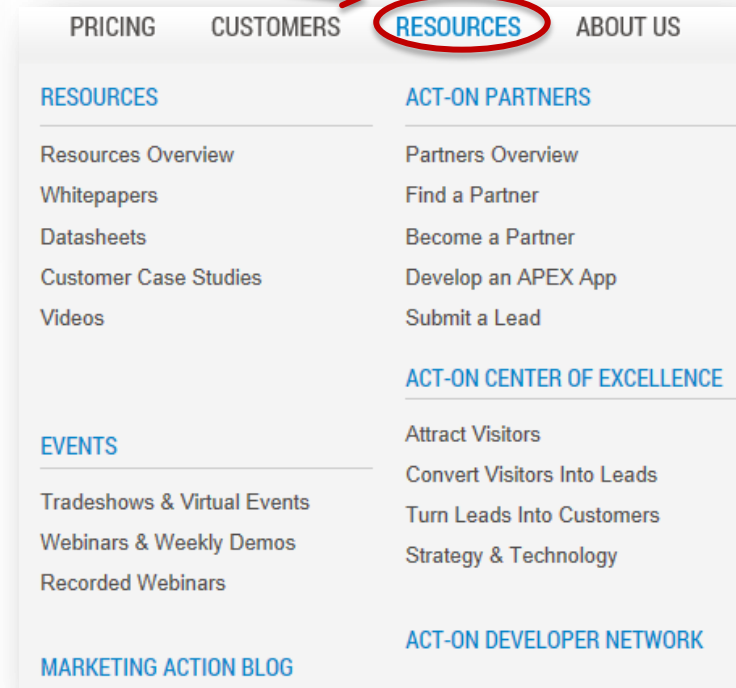 PRICING CUSTOMERS RESOURCES ABOUT US
RESOURCES
Resources Overview
Whitepapers
Datasheets
Customer Case Studies
Videos
EVENTS
Tradeshows & Virtual Events
Webinars & Weekly Demos
Recorded Webinars
MARKETING ACTION BLOG
ACT-ON PARTNERS
Partners Overview
Find a Partner
Become a Partner
Develop an APEX App
Submit a Lead
ACT-ON CENTER OF EXCELLENCE
Attract Visitors
Convert Visitors Into Leads
Turn Leads Into Customers
Strategy & Technology
ACT-ON DEVELOPER NETWORK